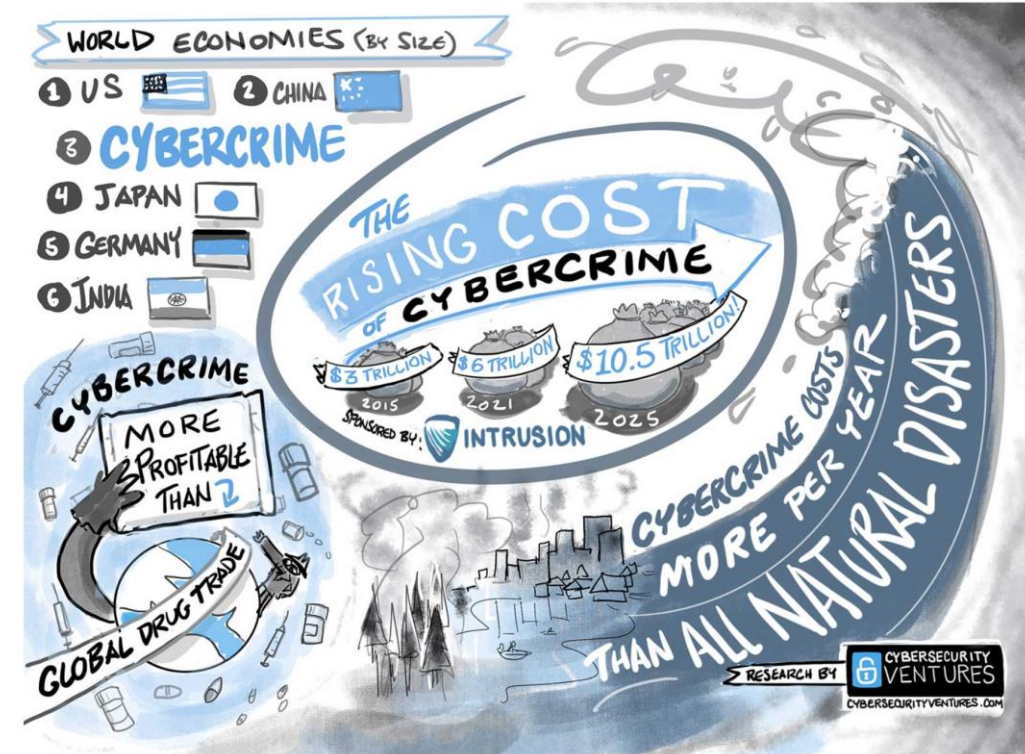 WORLD ECONOMIES (BY SIZE)
1 US
2 CHINA
3 CYBERCRIME
4 JAPAN
5 GERMANY
6 INDIA
THE
RISING COST
OF CYBERCRIME
$3 TRILLION
2015
$6 TRILLION
2021
$10.5 TRILLION!
2025
SPONSORED BY:
INTRUSION
CYBERCRIME
MORE
PROFITABLE
THAN
GLOBAL DRUG TRADE
CYBERCRIME COSTS
MORE PER YEAR
THAN ALL NATURAL DISASTERS
RESEARCH BY
CYBERSECURITY
VENTURES
CYBERSECURITYVENTURES.COM